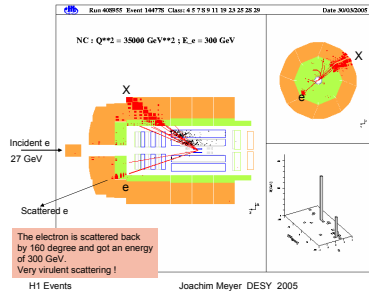 Run 408955 Event 144778 Class: 4 5 7 8 9 11 19 23 25 28 29 Date 30/03/2005
NC : Q**2 = 35000 GeV**2 ; E_e = 300 GeV
X
X
e
Incident e
27 GeV
e
Scattered e
The electron is scattered back
by 160 degree and got an energy
of 300 GeV.
Very virulent scattering !
H1 Events
Joachim Meyer DESY 2005